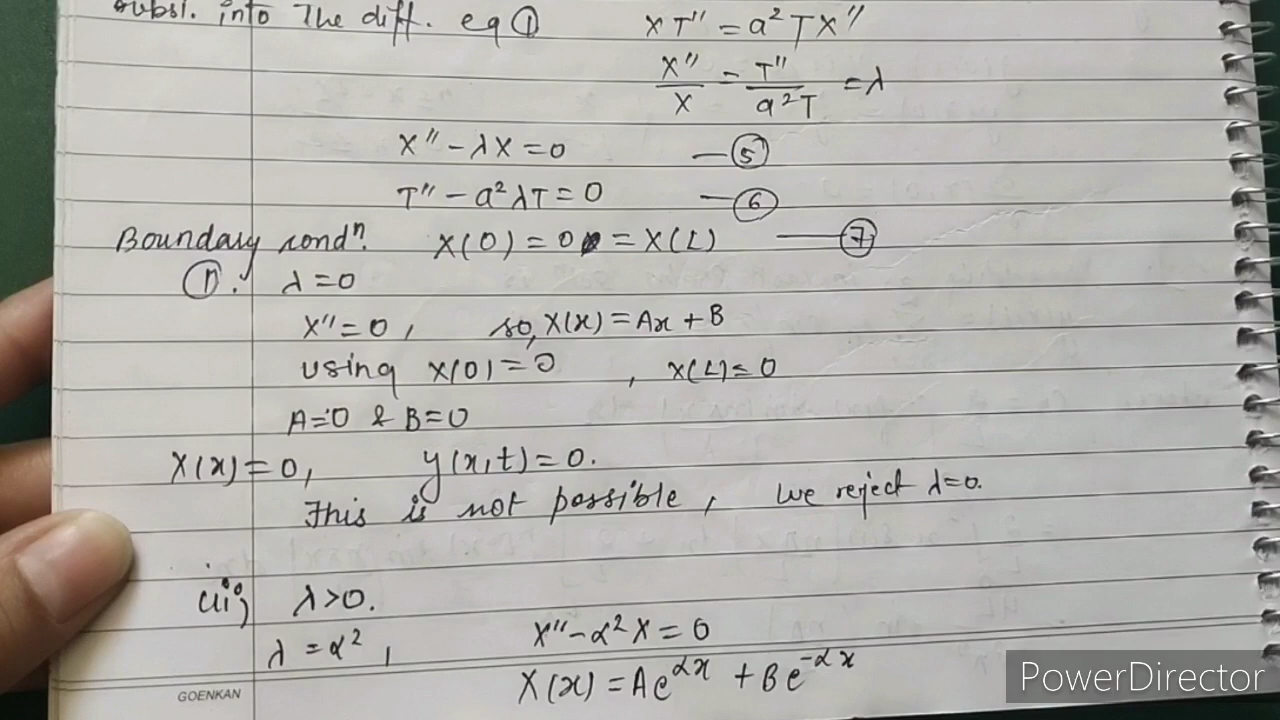 subst. into The diff. eq ① XT'' = a²TX''
X''/X = T''/a²T = λ
X'' - λX = 0 — ⑤
T'' - a²λT = 0 — ⑥
Boundary condⁿ. X(0) = 0 = X(L) — ⑦
①. λ = 0
X'' = 0, so, X(x) = Ax + B
using X(0) = 0, X(L) = 0
A = 0 & B = 0
X(x) = 0, y(x,t) = 0.
This is not possible, we reject λ=0.
(ii) λ > 0.
λ = α², X'' - α²X = 0
X(x) = Ae^{αx} + Be^{-αx}
GOENKAN
PowerDirector